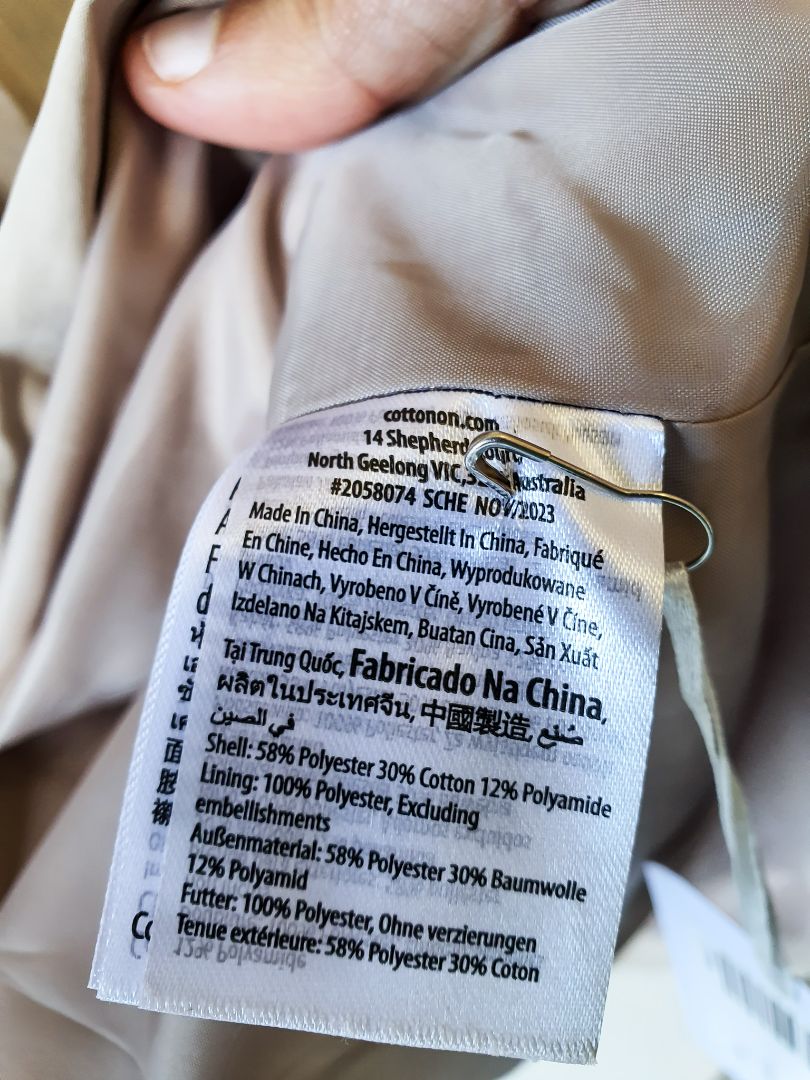 cottonon.com
14 Shepherd
North Geelong VIC, Australia
#2058074 SCHE NOV/2023
Made In China, Hergestellt In China, Fabriqué
En Chine, Hecho En China, Wyprodukowane
W Chinach, Vyrobeno V Číně, Vyrobené V Číne,
Izdelano Na Kitajskem, Buatan Cina, Sản Xuất
Tại Trung Quốc, Fabricado Na China,
ผลิตในประเทศจีน, 中國製造, صُنع
في الصين
Shell: 58% Polyester 30% Cotton 12% Polyamide
Lining: 100% Polyester, Excluding
embellishments
Außenmaterial: 58% Polyester 30% Baumwolle
12% Polyamid
Futter: 100% Polyester, Ohne verzierungen
Tenue extérieure: 58% Polyester 30% Coton
12% Polyamide